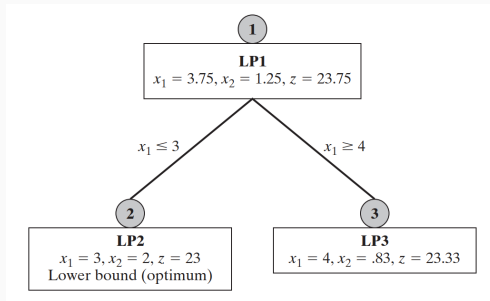 1
LP1
x₁ = 3.75, x₂ = 1.25, z = 23.75
x₁ ≤ 3
x₁ ≥ 4
2
3
LP2
x₁ = 3, x₂ = 2, z = 23
Lower bound (optimum)
LP3
x₁ = 4, x₂ = .83, z = 23.33